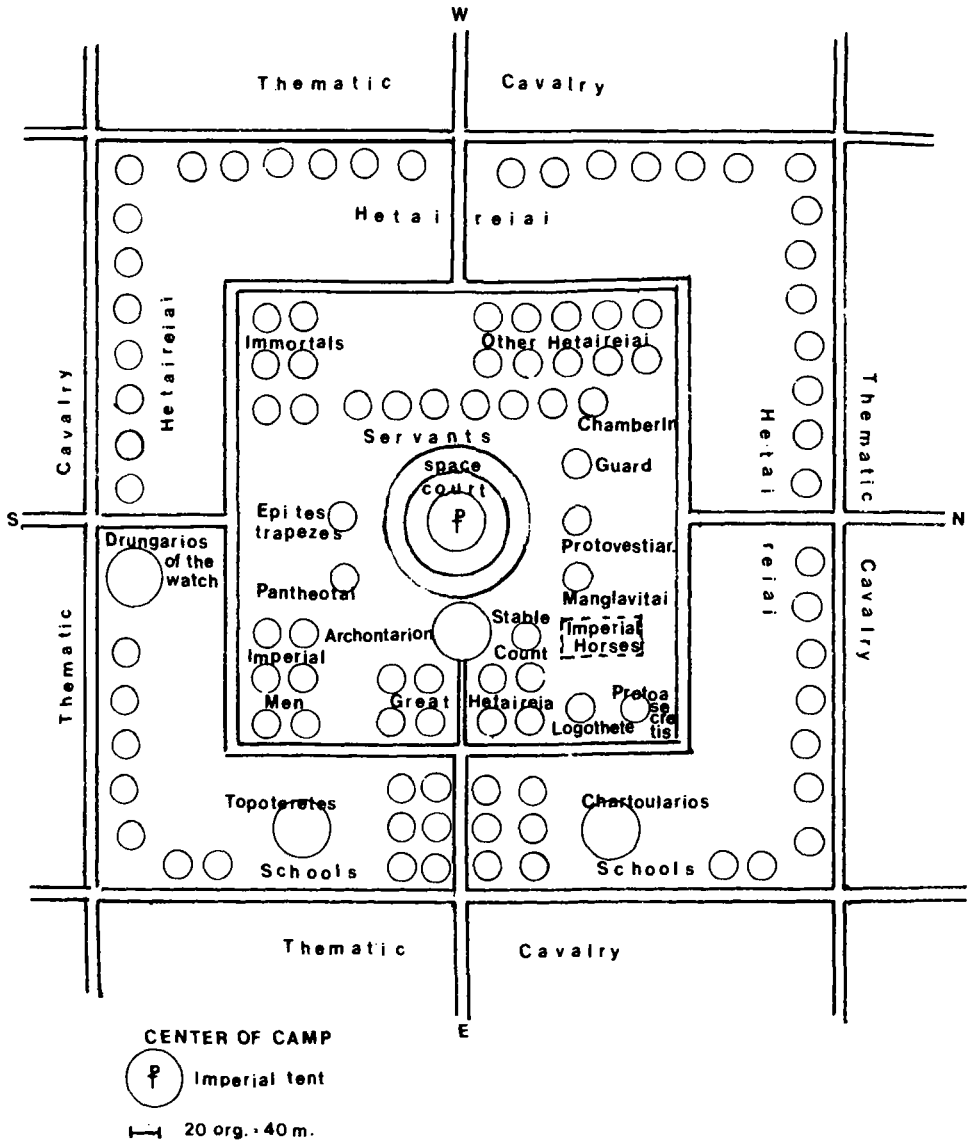 W
Thematic Cavalry
Hetaireiai
Hetaireiai
Cavalry
Immortals
Other Hetaireiai
Servants
Chamberln
space
court
Guard
Hetaireiai
Thematic
S
Epi tes
trapezes
Protovestiar.
N
Drungarios
of the
watch
Pantheotai
Manglavitai
Thematic
Archontarion
Stable
Count
Imperial
Horses
Cavalry
Imperial
Men
Great Hetaireia
Logothete
Protoa
se
cre
tis
Topoteretes
Chartoularios
Schools
Schools
Thematic Cavalry
E
CENTER OF CAMP
Imperial tent
20 org. = 40 m.